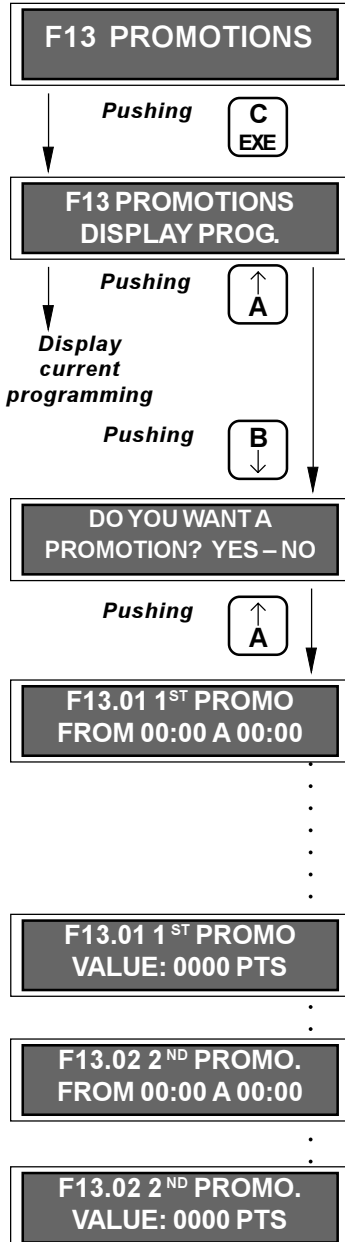 F13 PROMOTIONS
Pushing
C
EXE
F13 PROMOTIONS
DISPLAY PROG.
Pushing
↑
A
Display
current
programming
Pushing
B
↓
DO YOU WANT A
PROMOTION? YES – NO
Pushing
↑
A
F13.01 1ST PROMO
FROM 00:00 A 00:00
F13.01 1ST PROMO
VALUE: 0000 PTS
F13.02 2ND PROMO.
FROM 00:00 A 00:00
F13.02 2ND PROMO.
VALUE: 0000 PTS